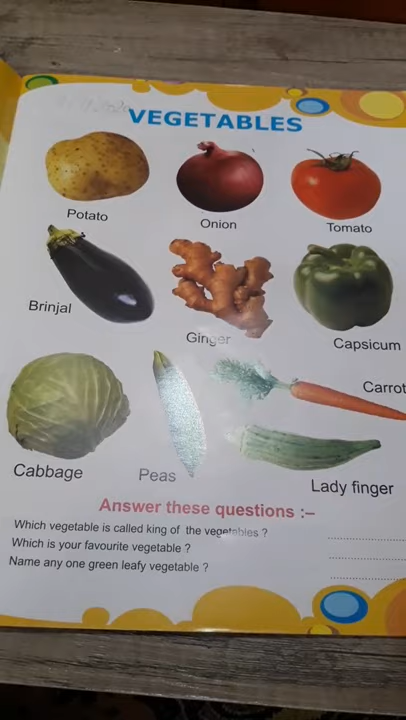 VEGETABLES
Potato
Onion
Tomato
Brinjal
Ginger
Capsicum
Carrot
Cabbage
Peas
Lady finger
Answer these questions :–
Which vegetable is called king of the vegetables ?
Which is your favourite vegetable ?
Name any one green leafy vegetable ?